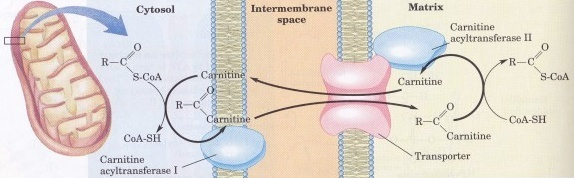 Cytosol
Intermembrane
space
Matrix
O
R–C
S-CoA
Carnitine
O
R–C
Carnitine
CoA-SH
Carnitine
acyltransferase I
Carnitine
acyltransferase II
Carnitine
O
R–C
Carnitine
Transporter
O
R–C
S-CoA
CoA-SH